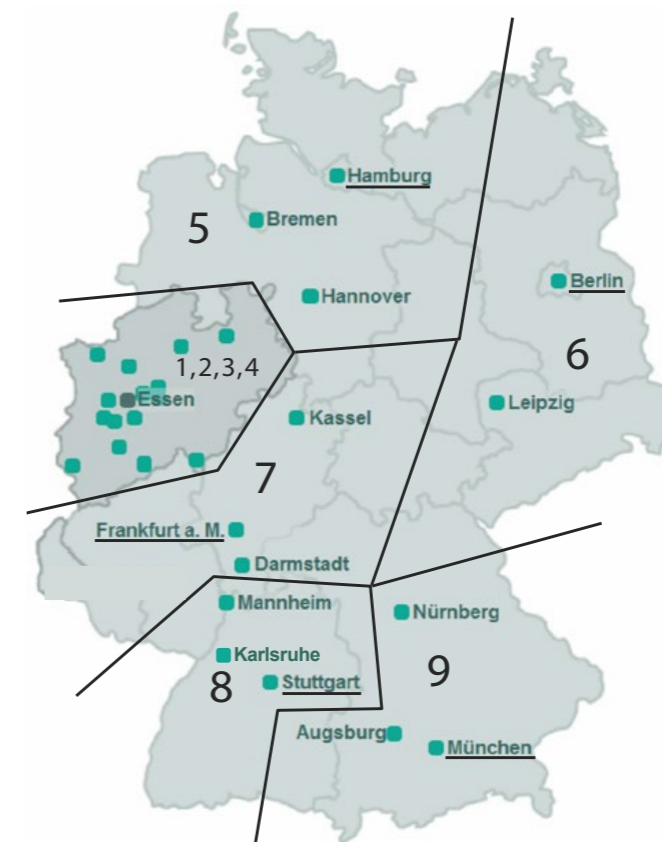 Hamburg
5
Bremen
Berlin
Hannover
6
1,2,3,4
Essen
Leipzig
Kassel
7
Frankfurt a. M.
Darmstadt
Mannheim
Nürnberg
Karlsruhe
9
8
Stuttgart
Augsburg
München